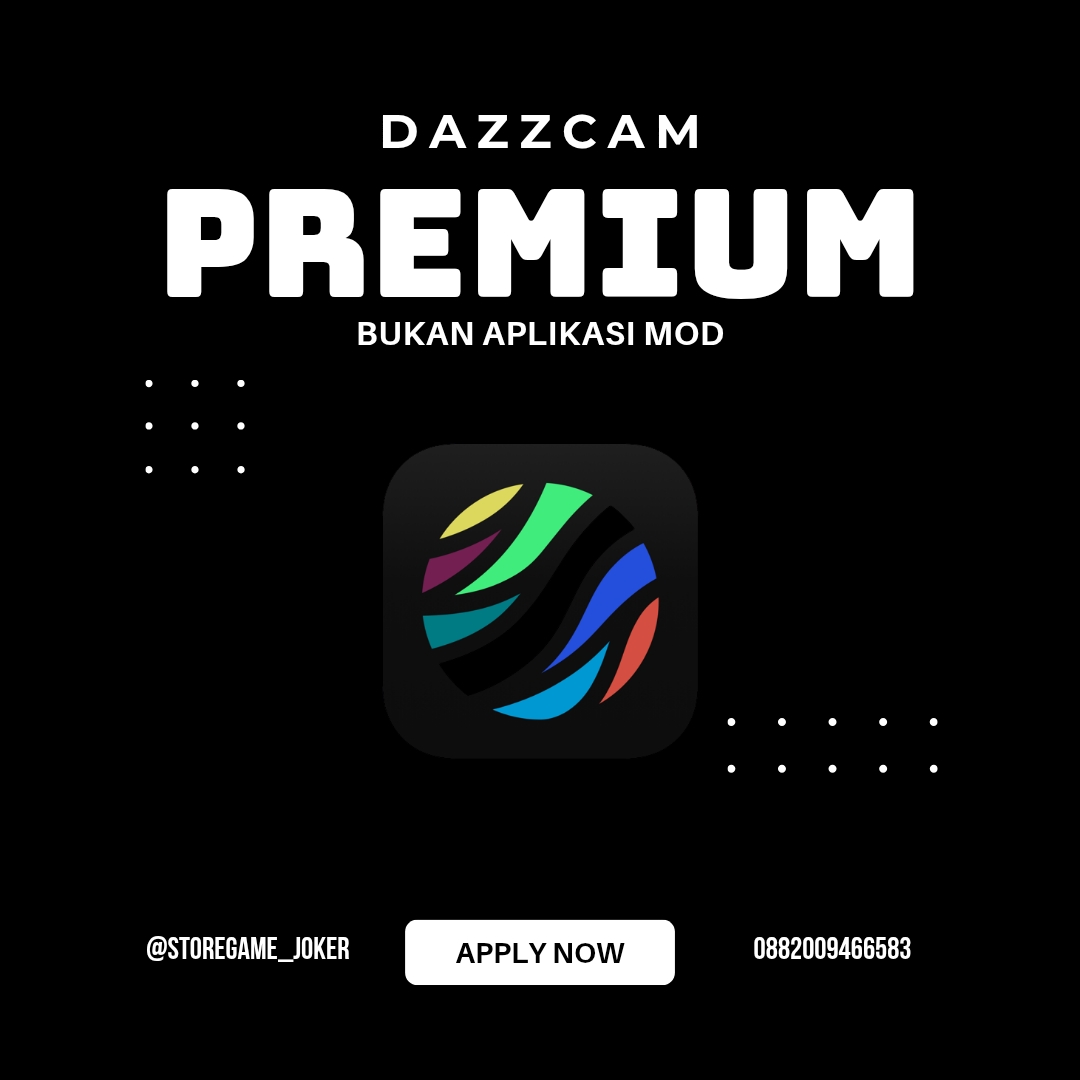 DAZZCAM
PREMIUM
BUKAN APLIKASI MOD
@STOREGAME_JOKER
APPLY NOW
0882009466583